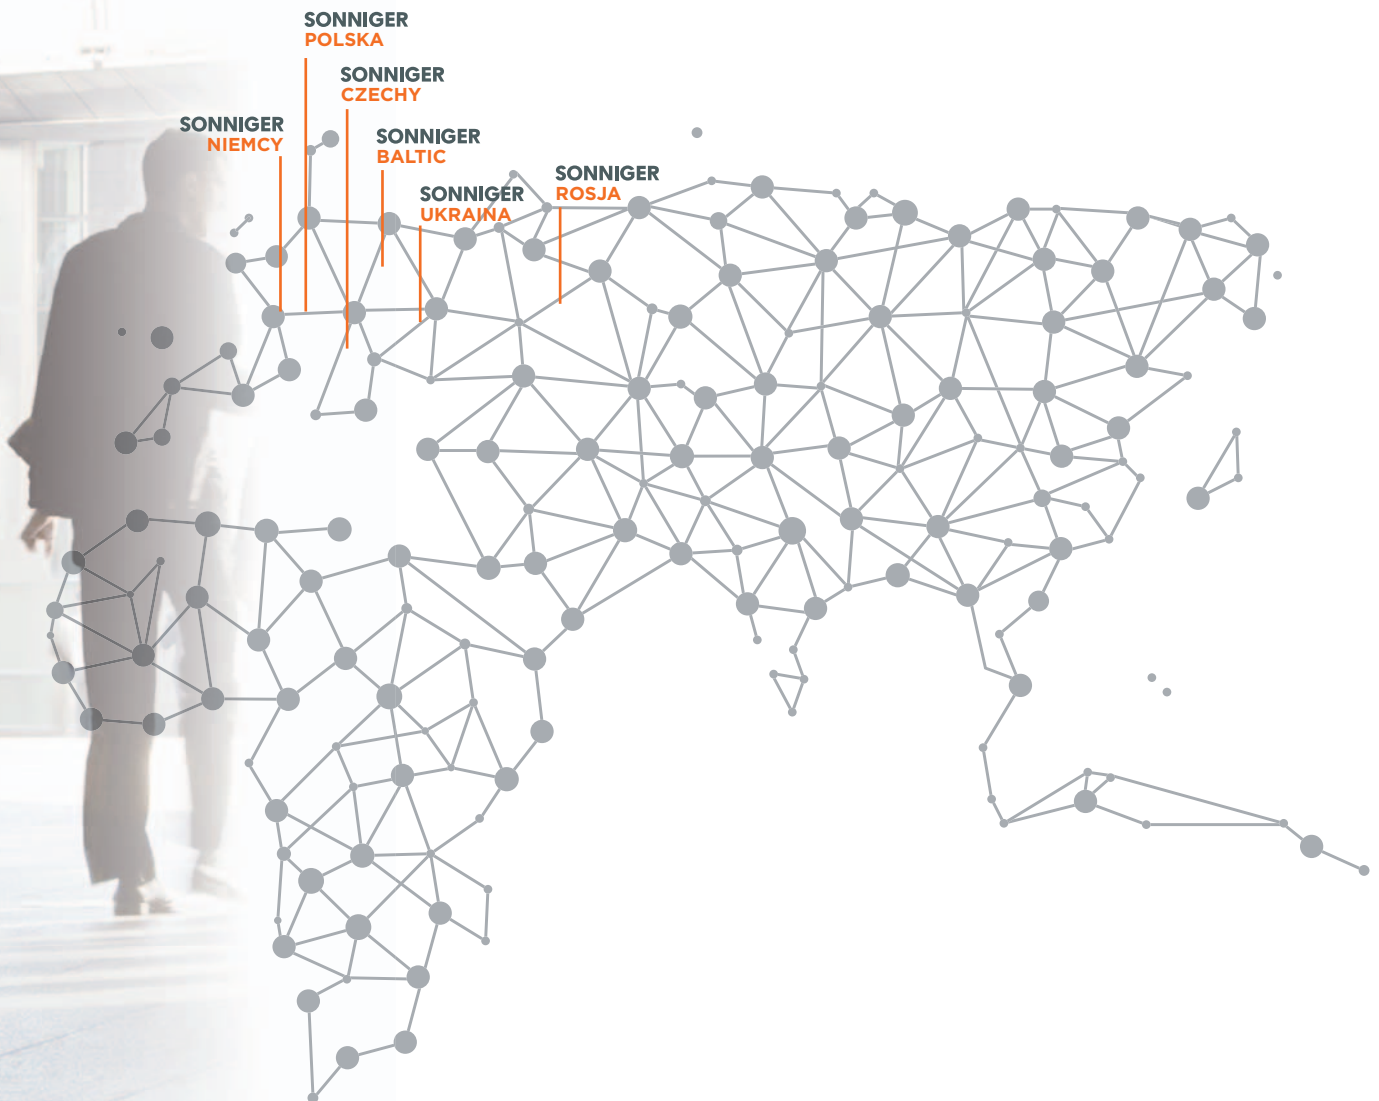 SONNIGER
POLSKA
SONNIGER
CZECHY
SONNIGER
NIEMCY
SONNIGER
BALTIC
SONNIGER
UKRAINA
SONNIGER
ROSJA